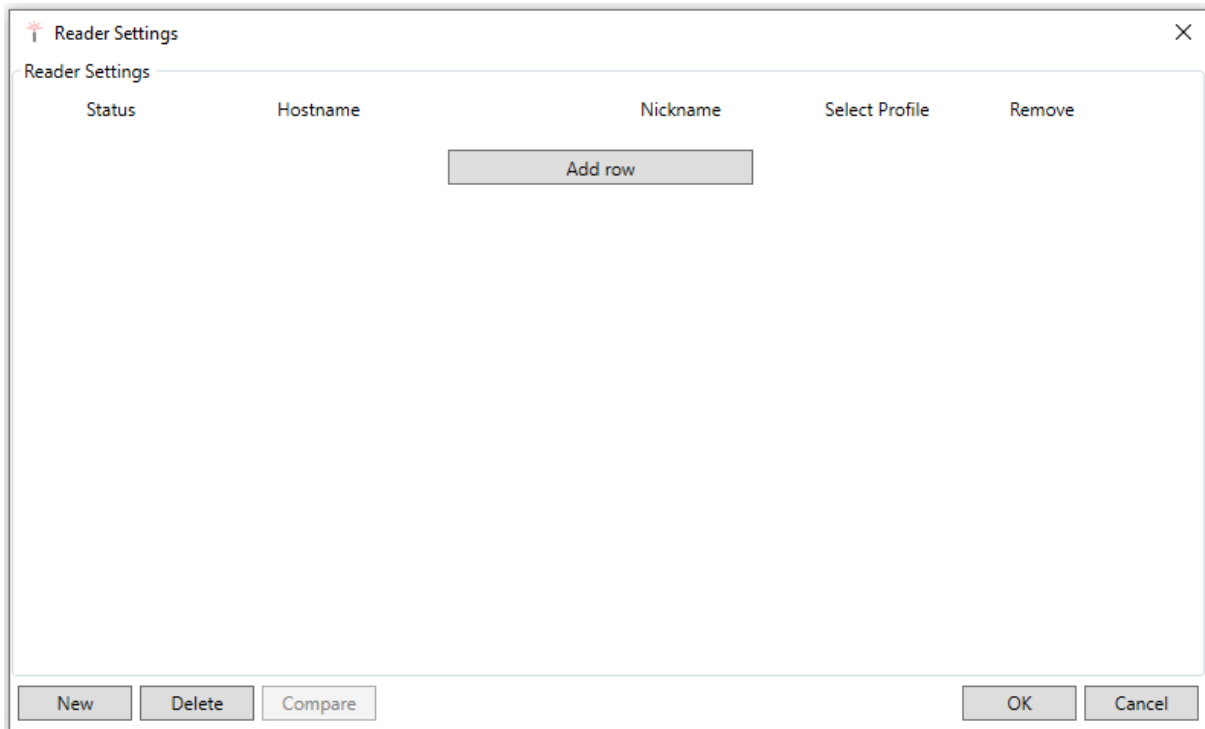 Reader Settings
Reader Settings
Status Hostname Nickname Select Profile Remove
Add row
New Delete Compare OK Cancel